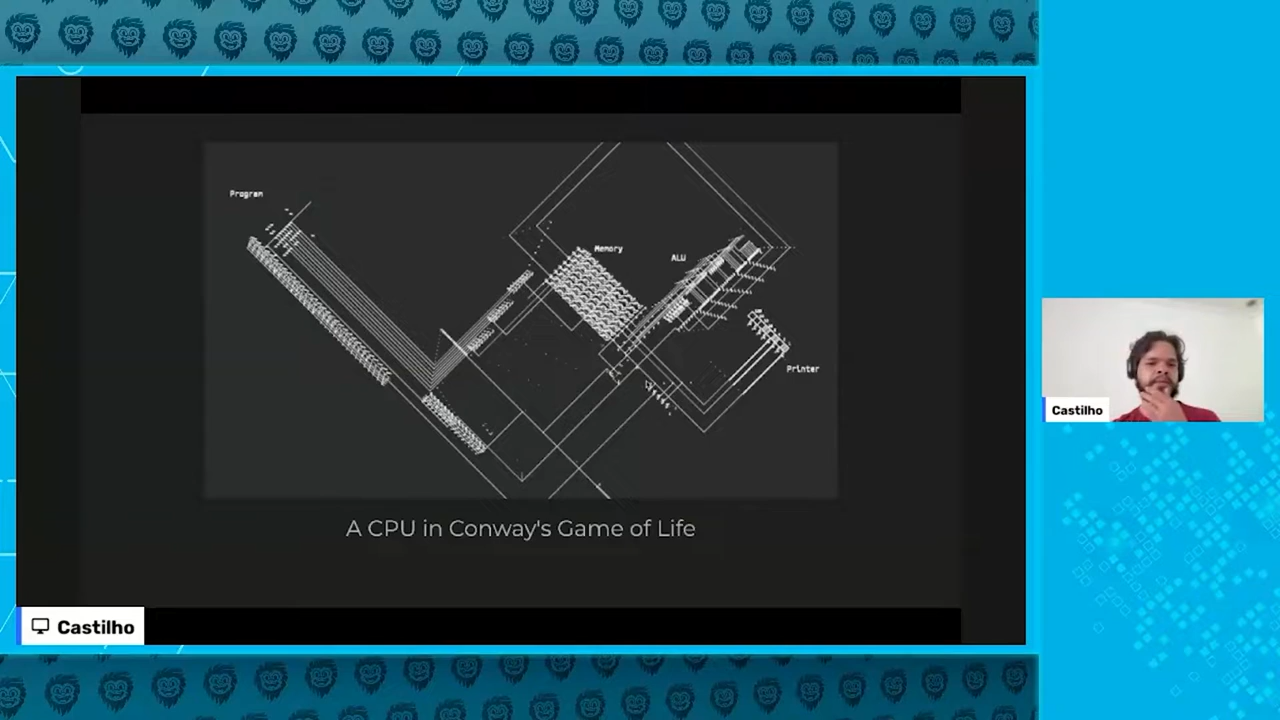 Program
Memory
ALU
Printer
A CPU in Conway's Game of Life
Castilho
Castilho